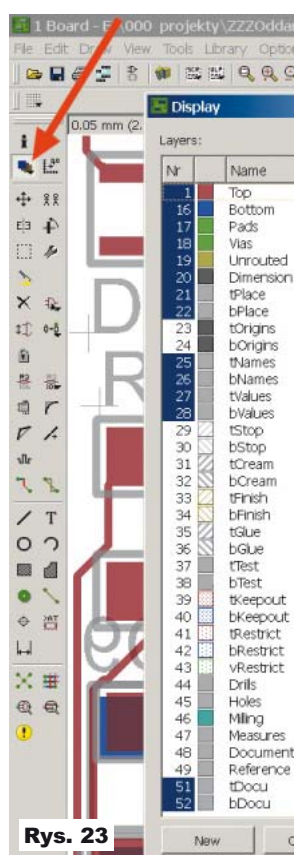 1 Board - E:\000 projekty\ZZZOddan
File Edit Draw View Tools Library Option
0.05 mm (2.
Display
Layers:
Nr Name
1 Top
16 Bottom
17 Pads
18 Vias
19 Unrouted
20 Dimension
21 tPlace
22 bPlace
23 tOrigins
24 bOrigins
25 tNames
26 bNames
27 tValues
28 bValues
29 tStop
30 bStop
31 tCream
32 bCream
33 tFinish
34 bFinish
35 tGlue
36 bGlue
37 tTest
38 bTest
39 tKeepout
40 bKeepout
41 tRestrict
42 bRestrict
43 vRestrict
44 Drills
45 Holes
46 Milling
47 Measures
48 Document
49 Reference
51 tDocu
52 bDocu
New
D
R
Rys. 23